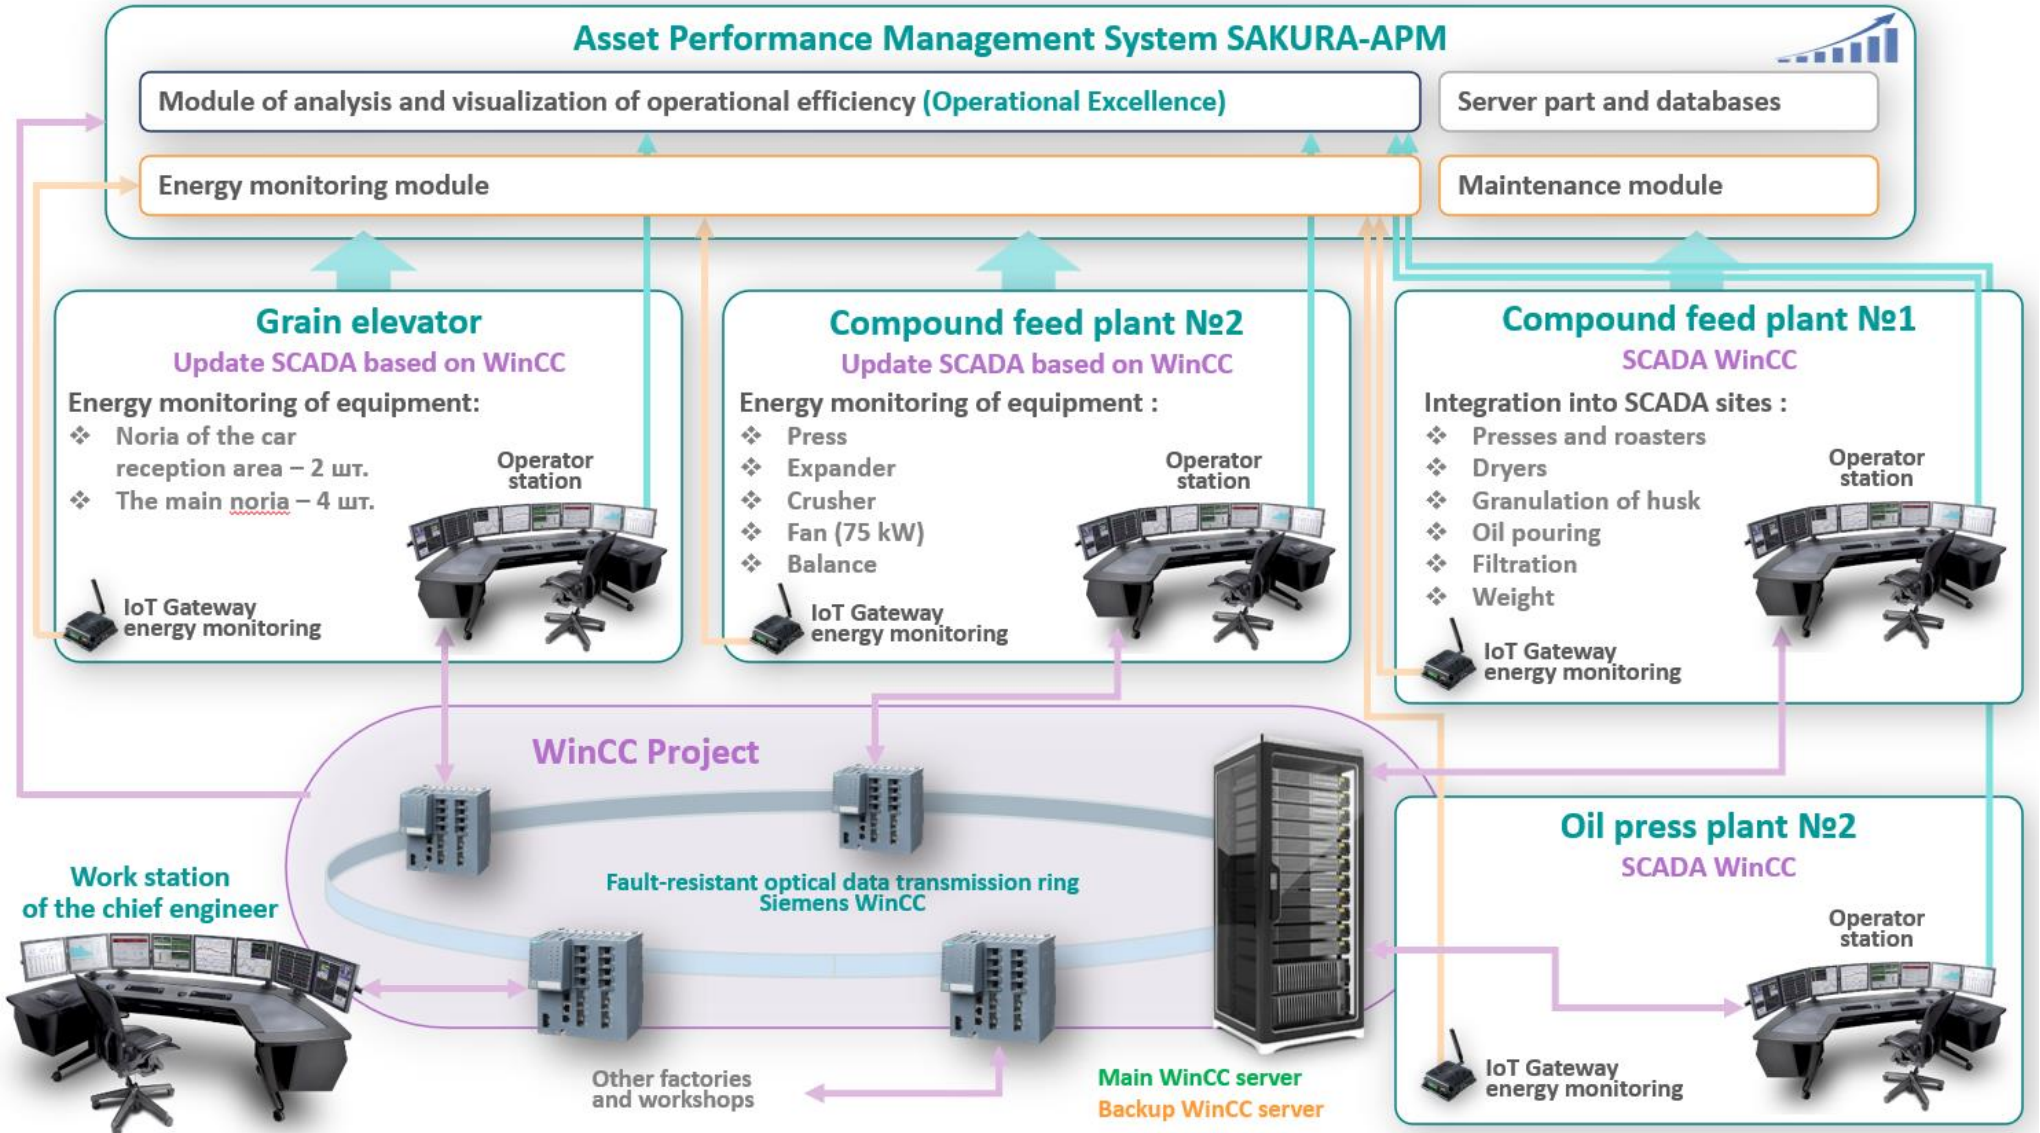 Asset Performance Management System SAKURA-APM
Module of analysis and visualization of operational efficiency (Operational Excellence)
Server part and databases
Energy monitoring module
Maintenance module
Grain elevator
Update SCADA based on WinCC
Energy monitoring of equipment:
Noria of the car
reception area – 2 шт.
The main noria – 4 шт.
Operator
station
IoT Gateway
energy monitoring
Compound feed plant №2
Update SCADA based on WinCC
Energy monitoring of equipment :
Press
Expander
Crusher
Fan (75 kW)
Balance
Operator
station
IoT Gateway
energy monitoring
Compound feed plant №1
SCADA WinCC
Integration into SCADA sites :
Presses and roasters
Dryers
Granulation of husk
Oil pouring
Filtration
Weight
Operator
station
IoT Gateway
energy monitoring
WinCC Project
Fault-resistant optical data transmission ring
Siemens WinCC
Work station
of the chief engineer
Other factories
and workshops
Main WinCC server
Backup WinCC server
Oil press plant №2
SCADA WinCC
Operator
station
IoT Gateway
energy monitoring